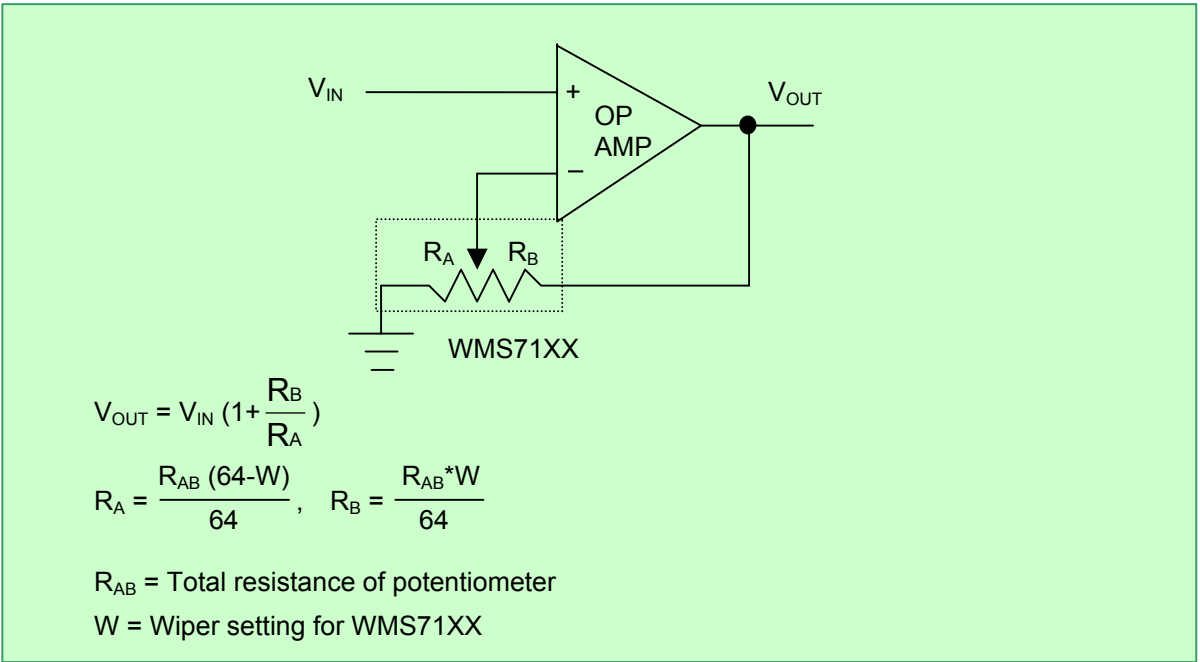 V_IN
+
V_OUT
OP
AMP
−
R_A R_B
WMS71XX
V_OUT = V_IN (1+ R_B / R_A )
R_A = R_AB (64-W) / 64 , R_B = R_AB*W / 64
R_AB = Total resistance of potentiometer
W = Wiper setting for WMS71XX